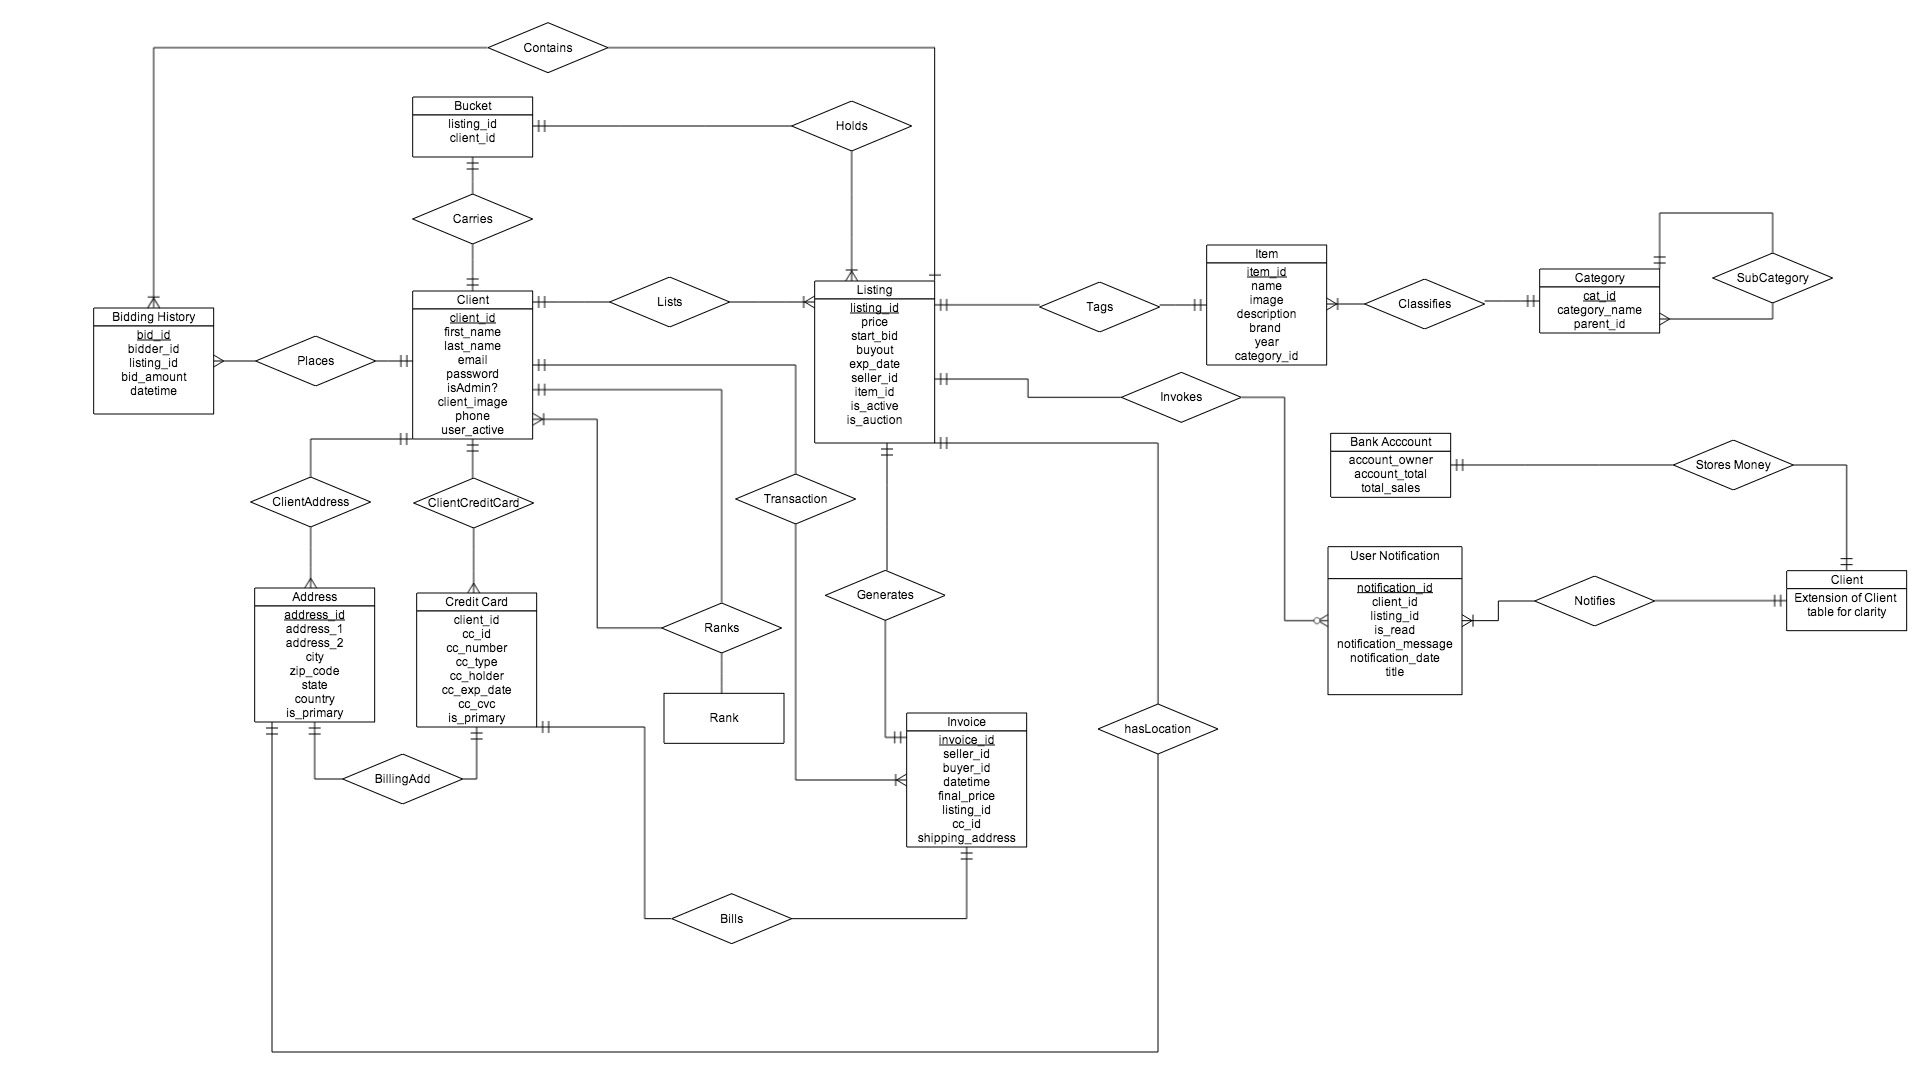 Contains
Bucket
listing_id
client_id
Holds
Carries
Client
client_id
first_name
last_name
email
password
isAdmin?
client_image
phone
user_active
Lists
Listing
listing_id
price
start_bid
buyout
exp_date
seller_id
item_id
is_active
is_auction
Tags
Item
item_id
name
image
description
brand
year
category_id
Classifies
Category
cat_id
category_name
parent_id
SubCategory
Bidding History
bid_id
bidder_id
listing_id
bid_amount
datetime
Places
Invokes
Bank Acccount
account_owner
account_total
total_sales
Stores Money
ClientAddress
ClientCreditCard
Transaction
Generates
User Notification
notification_id
client_id
listing_id
is_read
notification_message
notification_date
title
Notifies
Client
Extension of Client
table for clarity
Address
address_id
address_1
address_2
city
zip_code
state
country
is_primary
Credit Card
client_id
cc_id
cc_number
cc_type
cc_holder
cc_exp_date
cc_cvc
is_primary
Ranks
Rank
Invoice
invoice_id
seller_id
buyer_id
datetime
final_price
listing_id
cc_id
shipping_address
hasLocation
BillingAdd
Bills